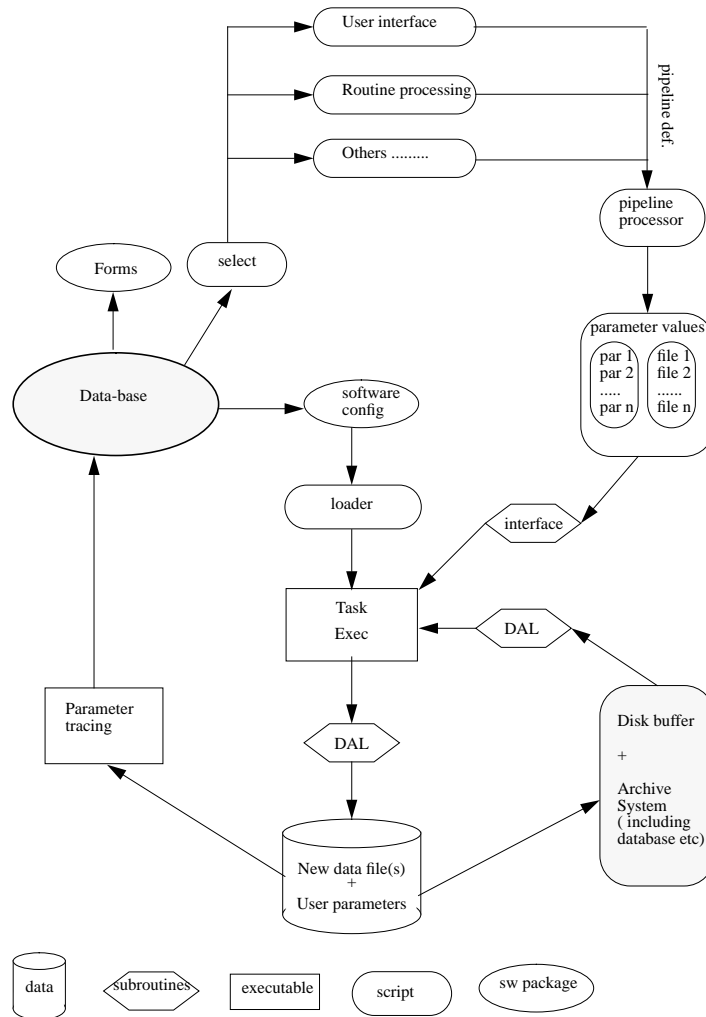 User interface
Routine processing
Others .........
pipeline def.
pipeline
processor
select
Forms
parameter values
par 1
par 2
.....
par n
file 1
file 2
......
file n
Data-base
software
config
loader
interface
Task
Exec
DAL
Parameter
tracing
DAL
Disk buffer
+
Archive
System
( including
database etc)
New data file(s)
+
User parameters
data
subroutines
executable
script
sw package